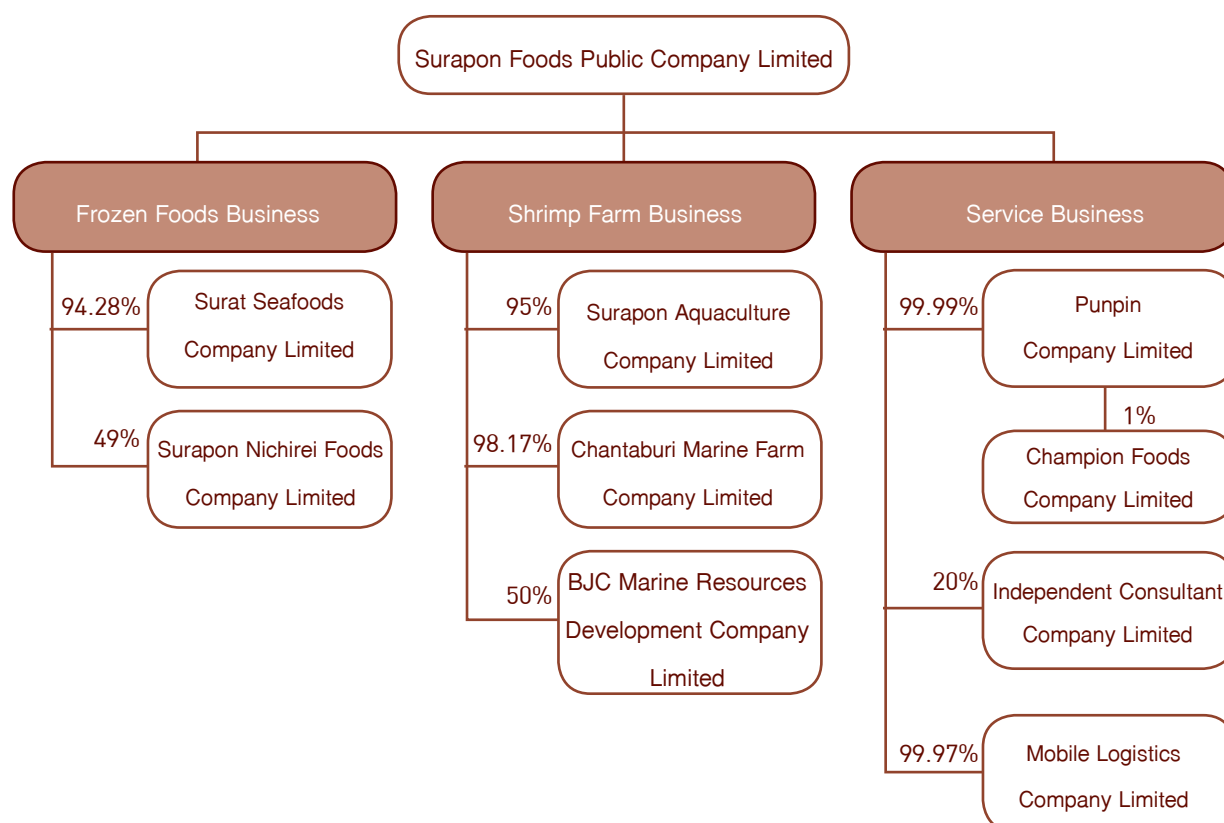 Surapon Foods Public Company Limited
Frozen Foods Business
94.28%
Surat Seafoods
Company Limited
49%
Surapon Nichirei Foods
Company Limited
Shrimp Farm Business
95%
Surapon Aquaculture
Company Limited
98.17%
Chantaburi Marine Farm
Company Limited
50%
BJC Marine Resources
Development Company
Limited
Service Business
99.99%
Punpin
Company Limited
1%
Champion Foods
Company Limited
20%
Independent Consultant
Company Limited
99.97%
Mobile Logistics
Company Limited